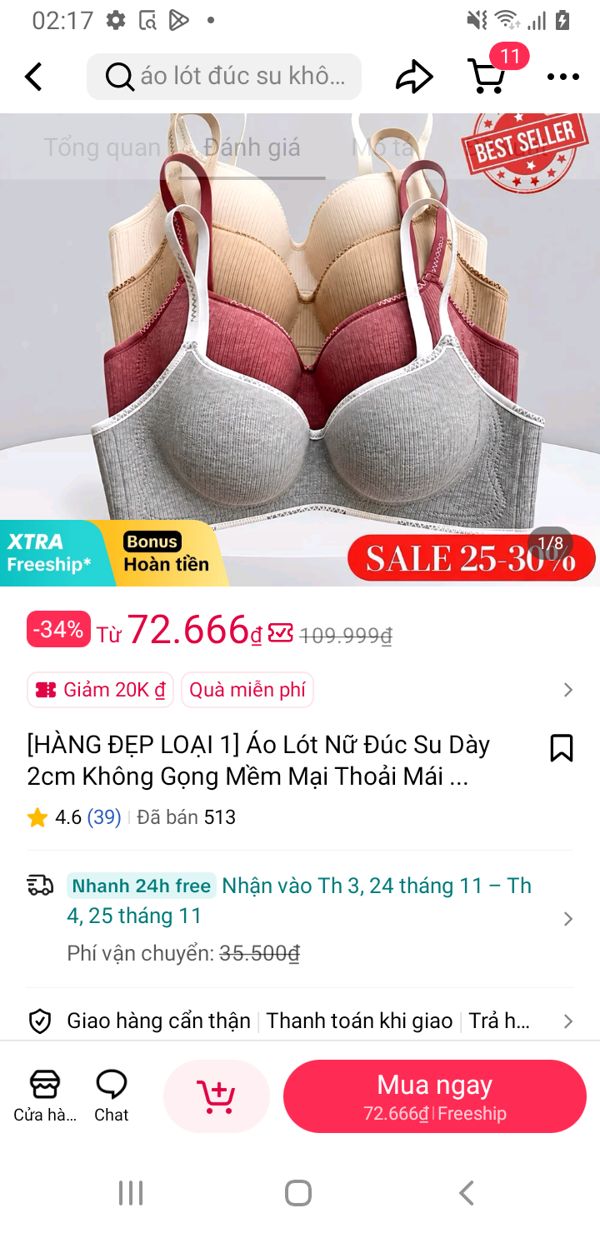 02:17
11
áo lót đúc su khô...
Tổng quan
Đánh giá
Mô tả
BEST SELLER
XTRA
Freeship*
Bonus
Hoàn tiền
1/8
SALE 25-30%
-34% Từ 72.666₫ 109.999₫
Giảm 20K ₫
Quà miễn phí
[HÀNG ĐẸP LOẠI 1] Áo Lót Nữ Đúc Su Dày
2cm Không Gọng Mềm Mại Thoải Mái ...
4.6 (39) Đã bán 513
Nhanh 24h free Nhận vào Th 3, 24 tháng 11 – Th
4, 25 tháng 11
Phí vận chuyển: 35.500₫
Giao hàng cẩn thận | Thanh toán khi giao | Trả h...
Mua ngay
72.666₫ | Freeship
Cửa hà...
Chat